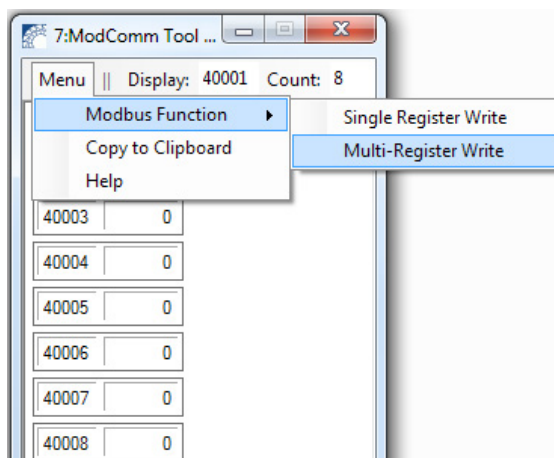 7:ModComm Tool ...
Menu || Display: 40001 Count: 8
Modbus Function
Single Register Write
Copy to Clipboard
Multi-Register Write
Help
40003 0
40004 0
40005 0
40006 0
40007 0
40008 0